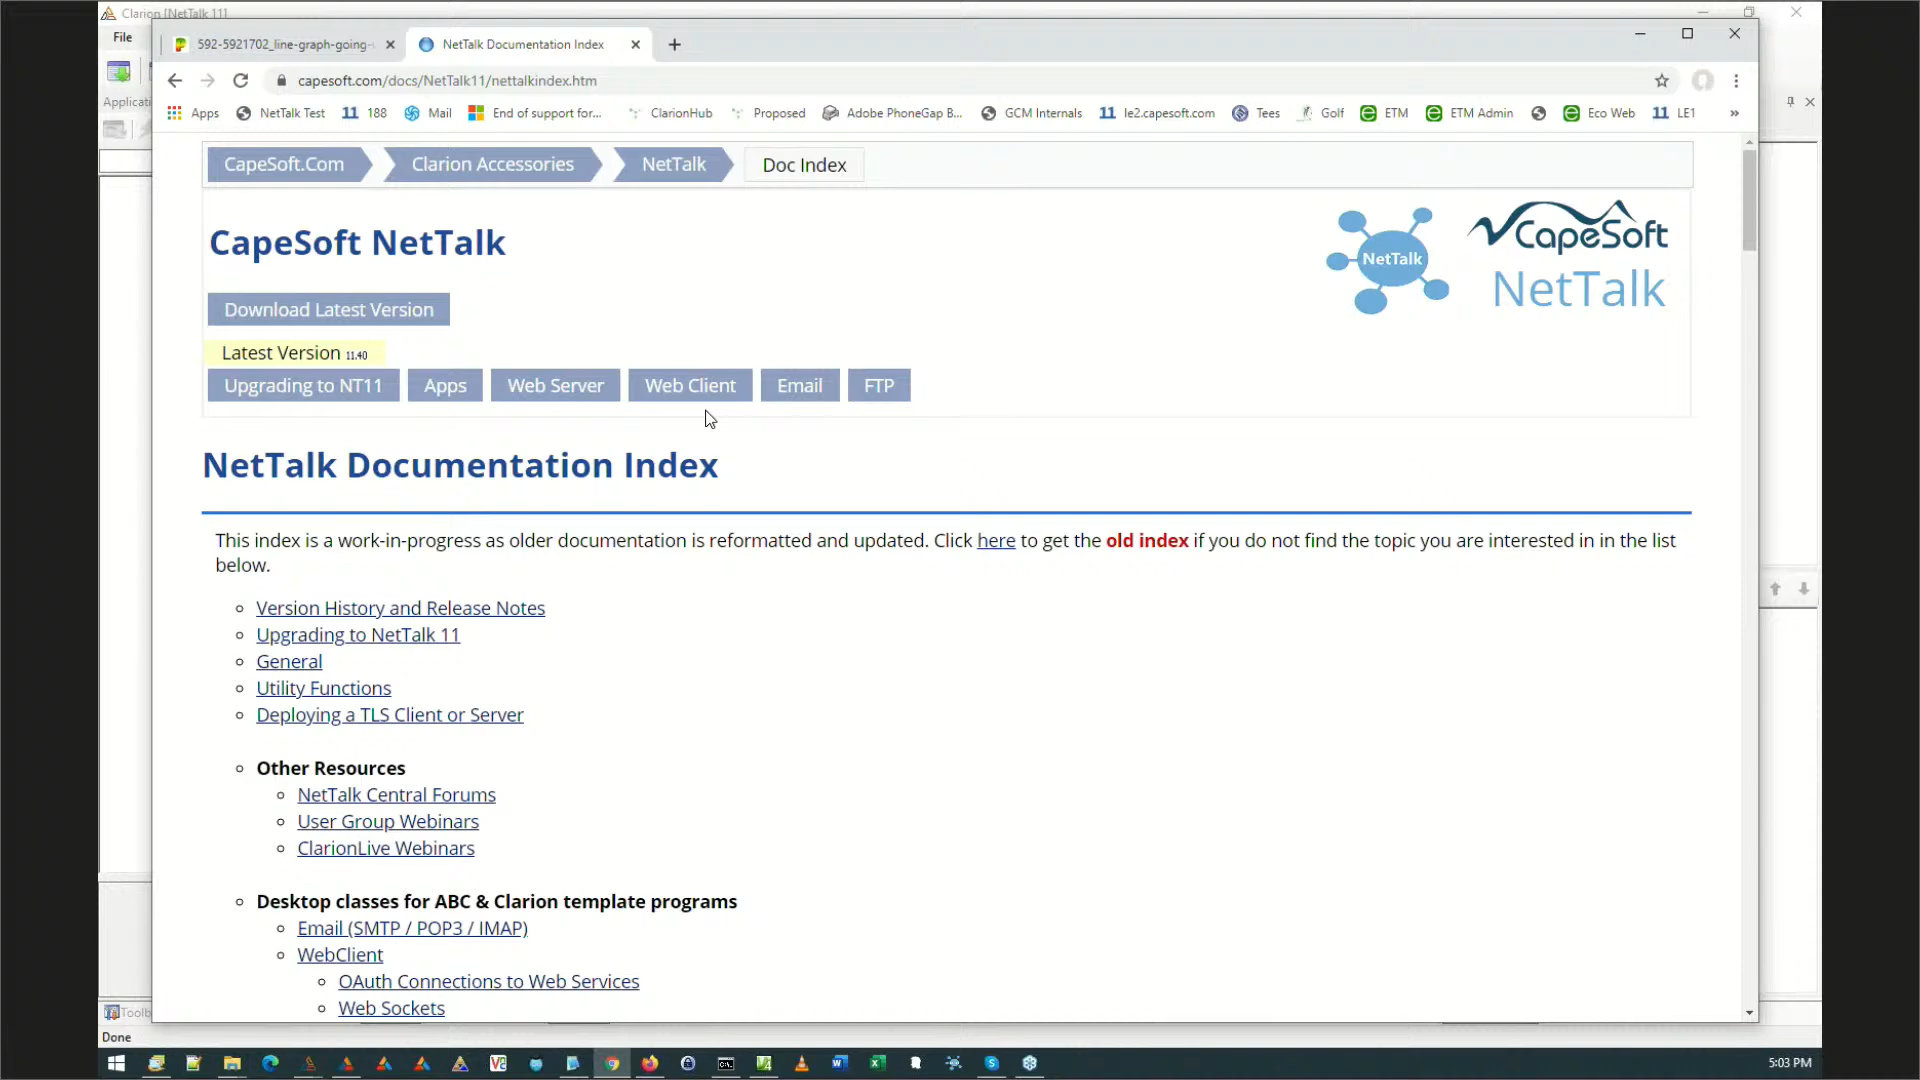 Clarion [NetTalk 11]
File
592-5921702_line-graph-going-
NetTalk Documentation Index
capesoft.com/docs/NetTalk11/nettalkindex.htm
Applicati
Apps
NetTalk Test
11 188
Mail
End of support for...
ClarionHub
Proposed
Adobe PhoneGap B...
GCM Internals
11 le2.capesoft.com
Tees
Golf
ETM
ETM Admin
Eco Web
11 LE1
»
CapeSoft.Com
Clarion Accessories
NetTalk
Doc Index
CapeSoft NetTalk
NetTalk
CapeSoft
NetTalk
Download Latest Version
Latest Version 11.40
Upgrading to NT11
Apps
Web Server
Web Client
Email
FTP
NetTalk Documentation Index
This index is a work-in-progress as older documentation is reformatted and updated. Click here to get the old index if you do not find the topic you are interested in in the list
below.
Version History and Release Notes
Upgrading to NetTalk 11
General
Utility Functions
Deploying a TLS Client or Server
Other Resources
NetTalk Central Forums
User Group Webinars
ClarionLive Webinars
Desktop classes for ABC & Clarion template programs
Email (SMTP / POP3 / IMAP)
WebClient
OAuth Connections to Web Services
Web Sockets
Toolb
Done
5:03 PM